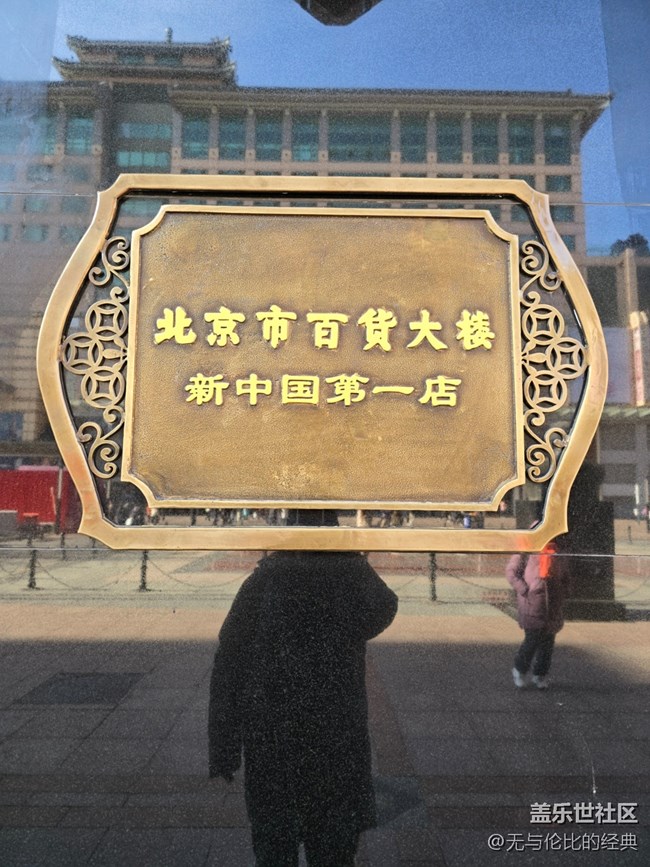 北京市百货大楼
新中国第一店
盖乐世社区
@无与伦比的经典